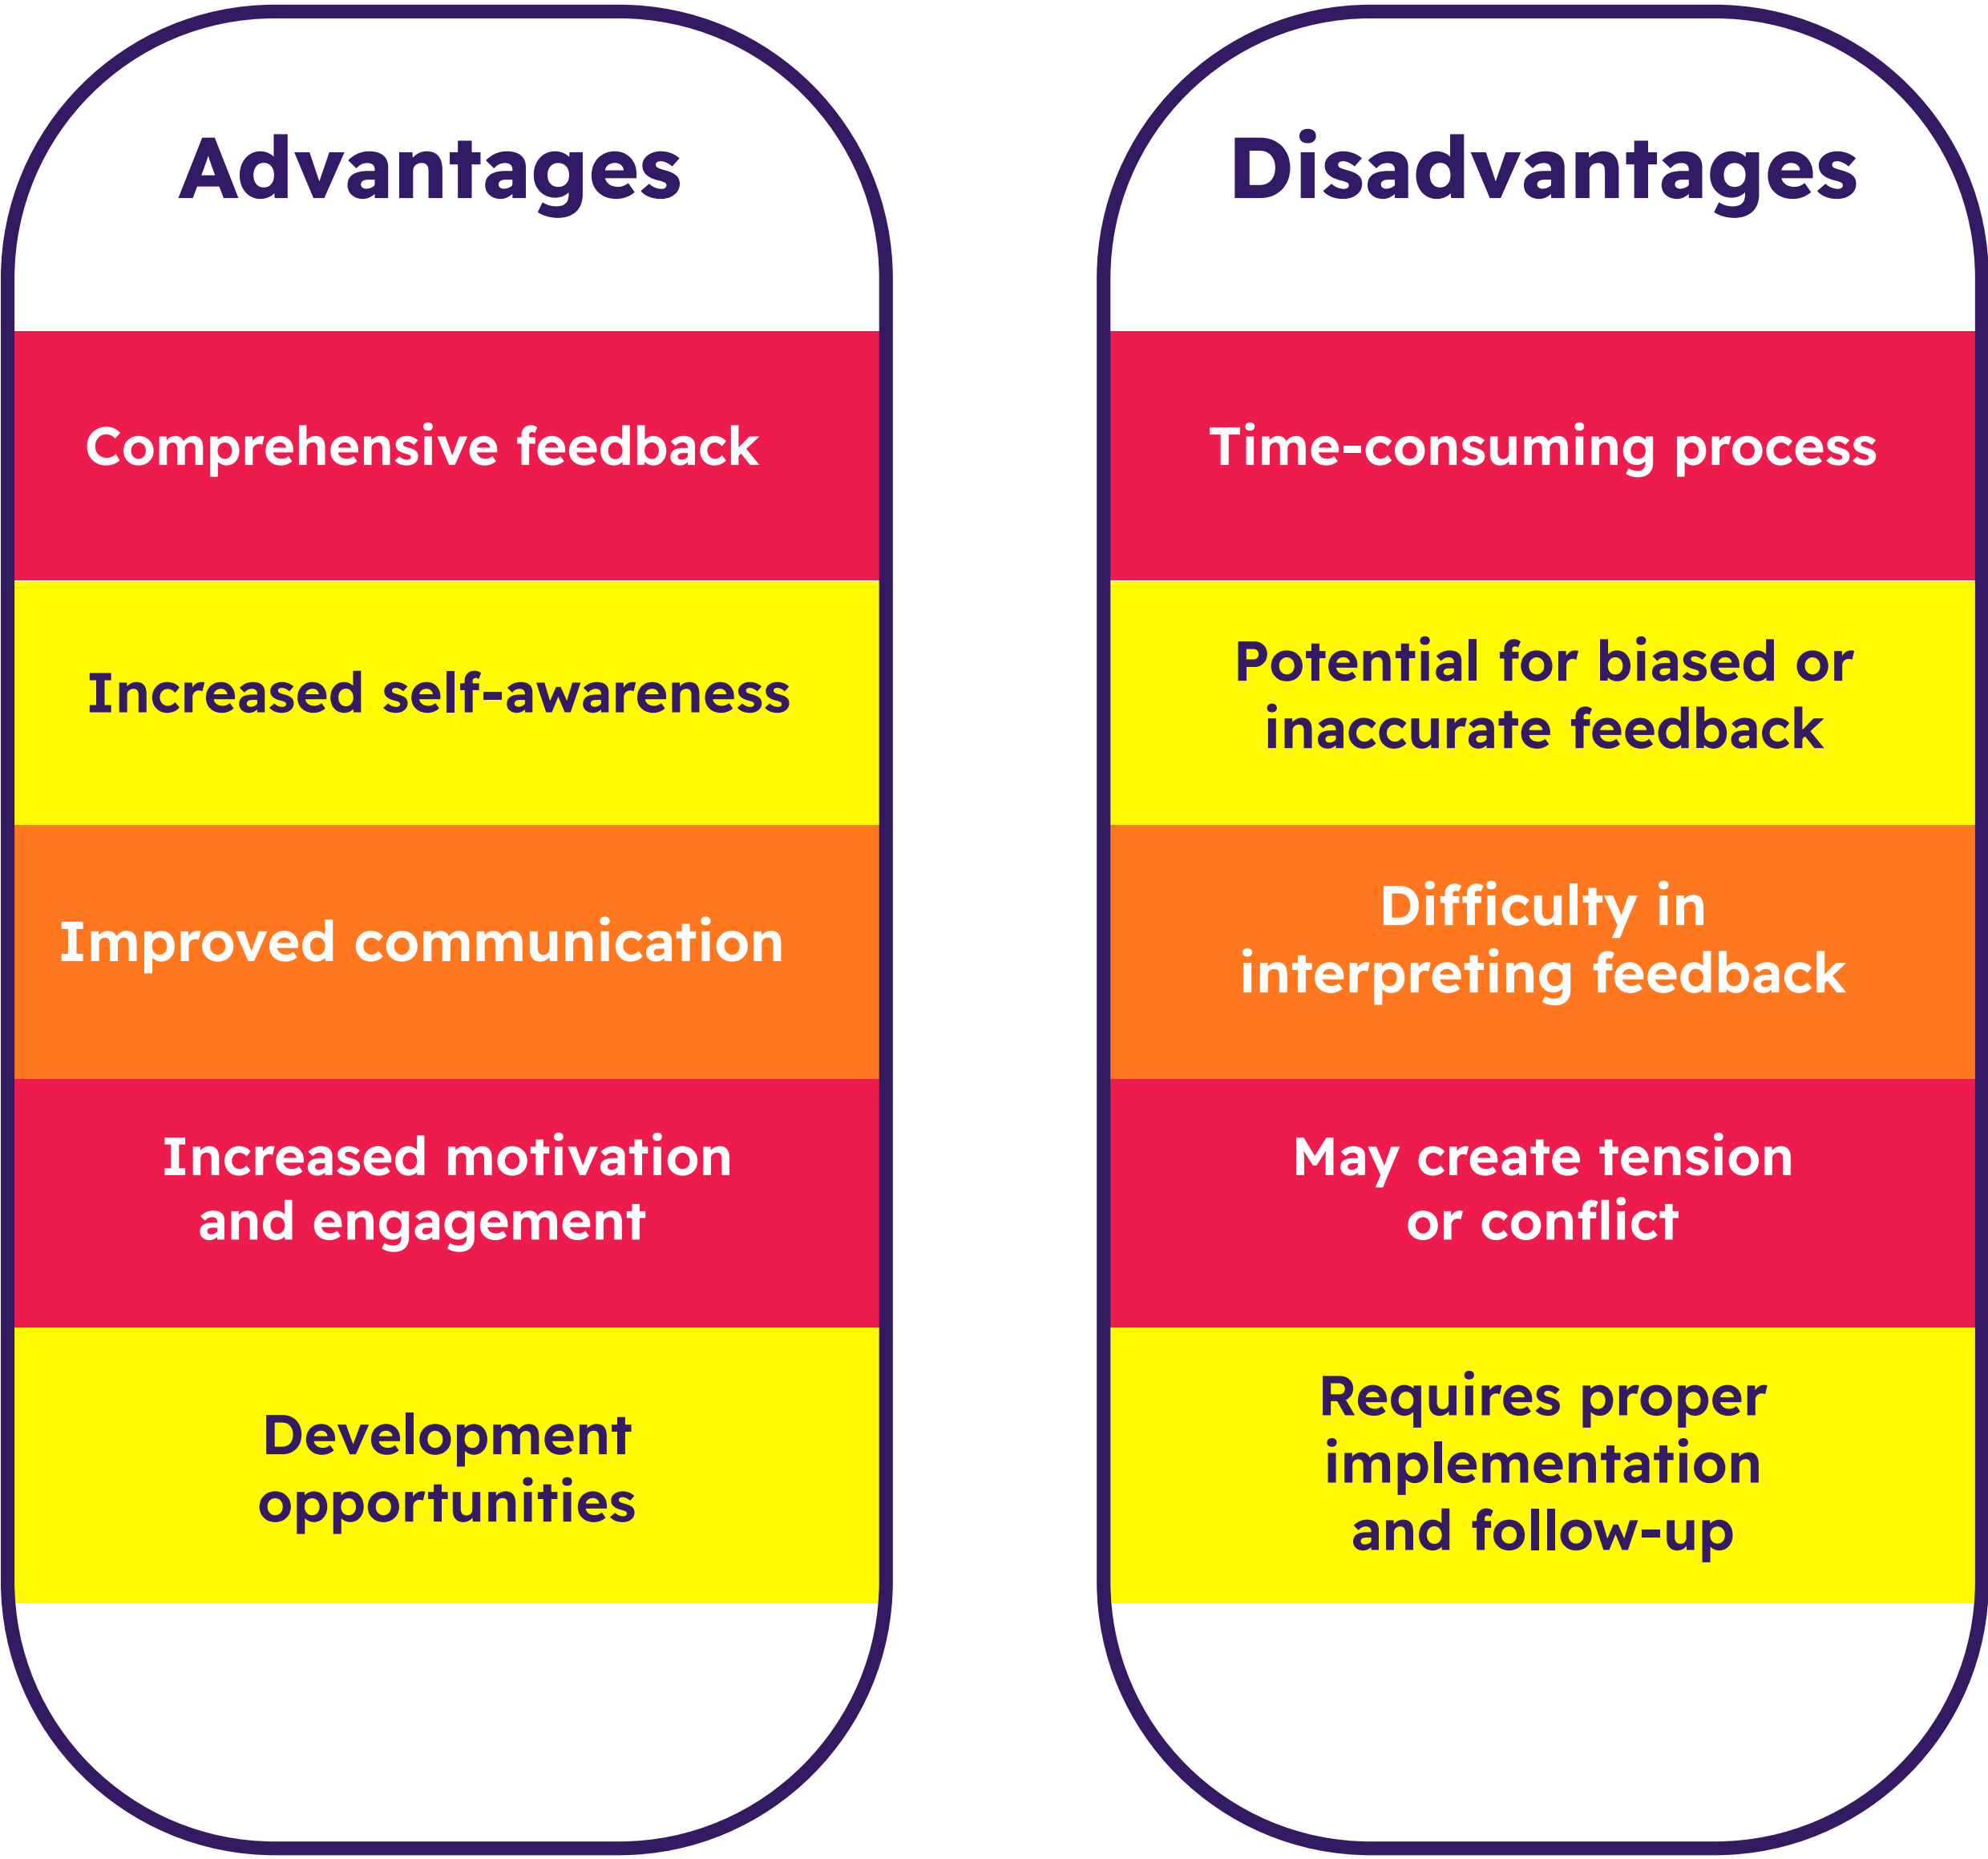 Advantages
Comprehensive feedback
Increased self-awareness
Improved communication
Increased motivation
and engagement
Development
opportunities
Disadvantages
Time-consuming process
Potential for biased or
inaccurate feedback
Difficulty in
interpreting feedback
May create tension
or conflict
Requires proper
implementation
and follow-up